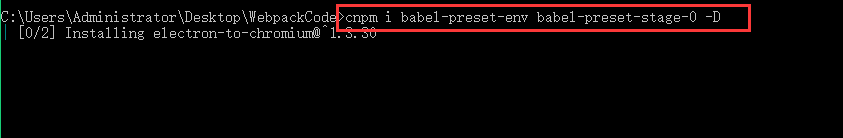 C:\Users\Administrator\Desktop\WebpackCode>cnpm i babel-preset-env babel-preset-stage-0 -D
| [0/2] Installing electron-to-chromium@^1.3.30